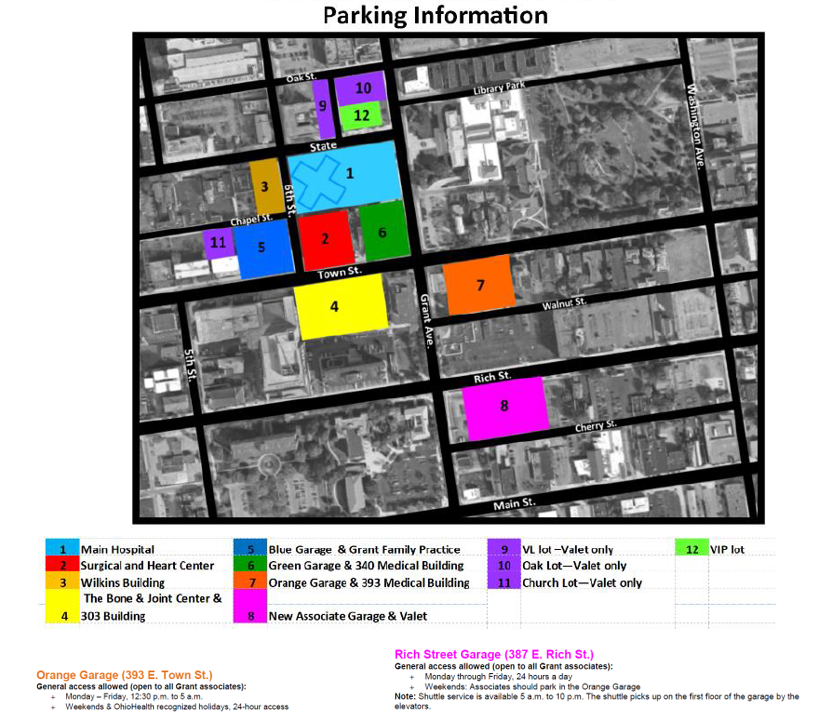 Parking Information
Oak St.
Library Park
Washington Ave.
9
10
12
State
1
3
6th St.
Chapel St.
11
5
2
6
Town St.
4
7
Walnut St.
Grant Ave.
5th St.
Rich St.
8
Cherry St.
Main St.
1 Main Hospital
2 Surgical and Heart Center
3 Wilkins Building
The Bone & Joint Center &
4 303 Building
5 Blue Garage & Grant Family Practice
6 Green Garage & 340 Medical Building
7 Orange Garage & 393 Medical Building
8 New Associate Garage & Valet
9 VL lot –Valet only
10 Oak Lot—Valet only
11 Church Lot—Valet only
12 VIP lot
Orange Garage (393 E. Town St.)
General access allowed (open to all Grant associates):
+ Monday – Friday, 12:30 p.m. to 5 a.m.
+ Weekends & OhioHealth recognized holidays, 24-hour access
Rich Street Garage (387 E. Rich St.)
General access allowed (open to all Grant associates):
+ Monday through Friday, 24 hours a day
+ Weekends: Associates should park in the Orange Garage
Note: Shuttle service is available 5 a.m. to 10 p.m. The shuttle picks up on the first floor of the garage by the
elevators.